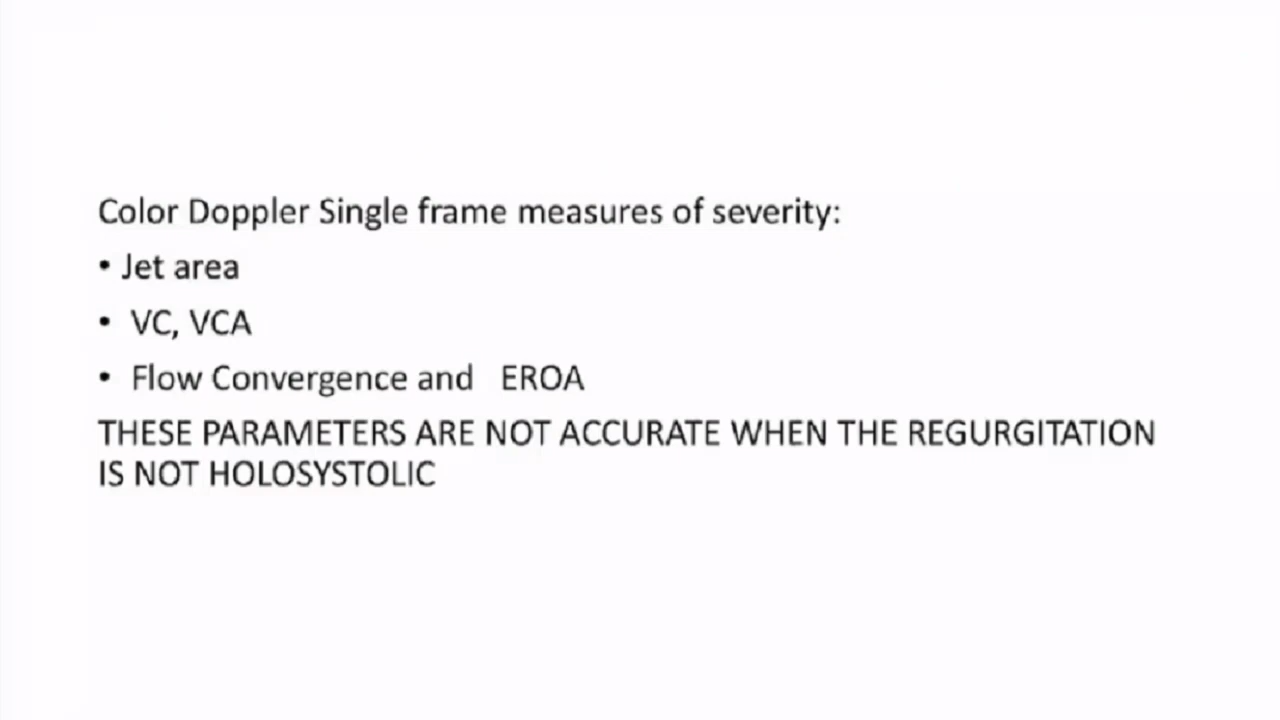 Color Doppler Single frame measures of severity:
• Jet area
• VC, VCA
• Flow Convergence and EROA
THESE PARAMETERS ARE NOT ACCURATE WHEN THE REGURGITATION
IS NOT HOLOSYSTOLIC